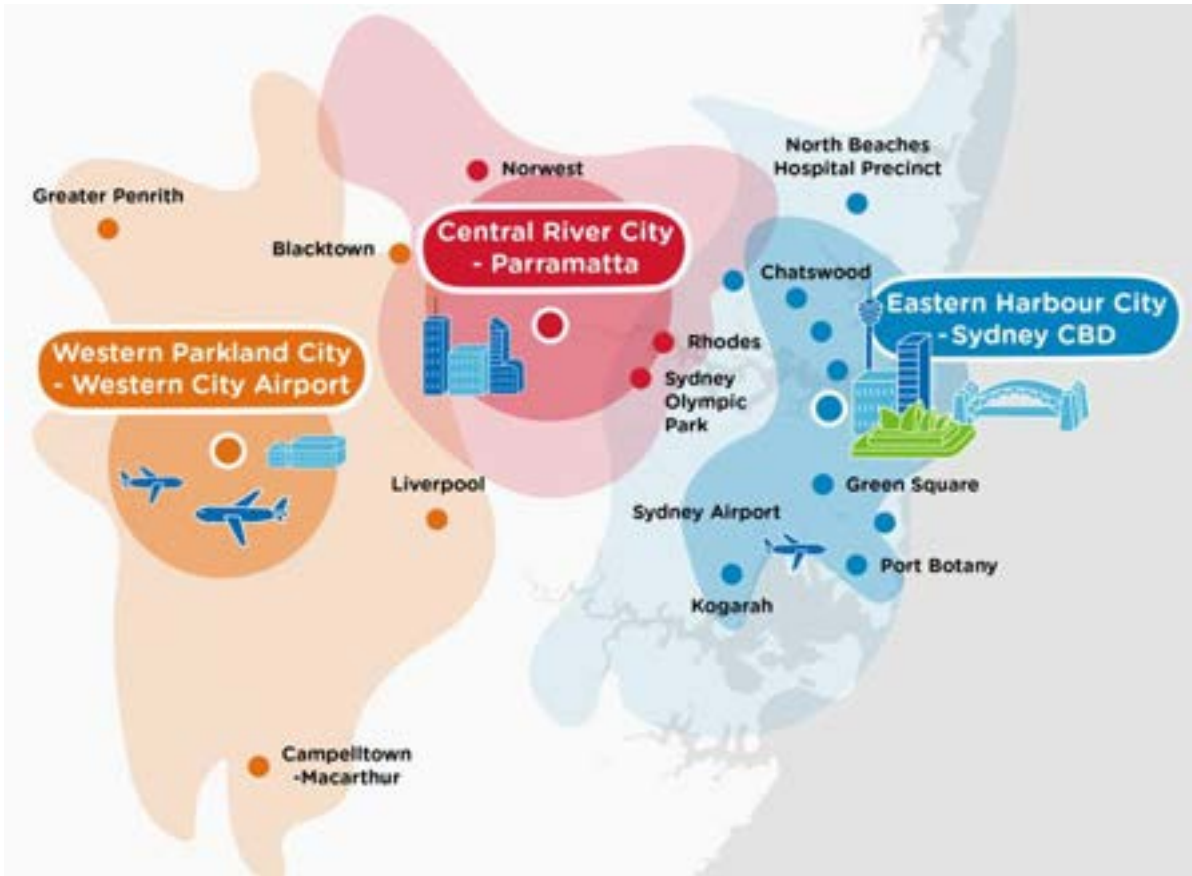 North Beaches
Hospital Precinct
Norwest
Greater Penrith
Blacktown
Central River City
- Parramatta
Chatswood
Eastern Harbour City
-Sydney CBD
Western Parkland City
- Western City Airport
Rhodes
Sydney
Olympic
Park
Liverpool
Green Square
Sydney Airport
Port Botany
Kogarah
Campelltown
-Macarthur